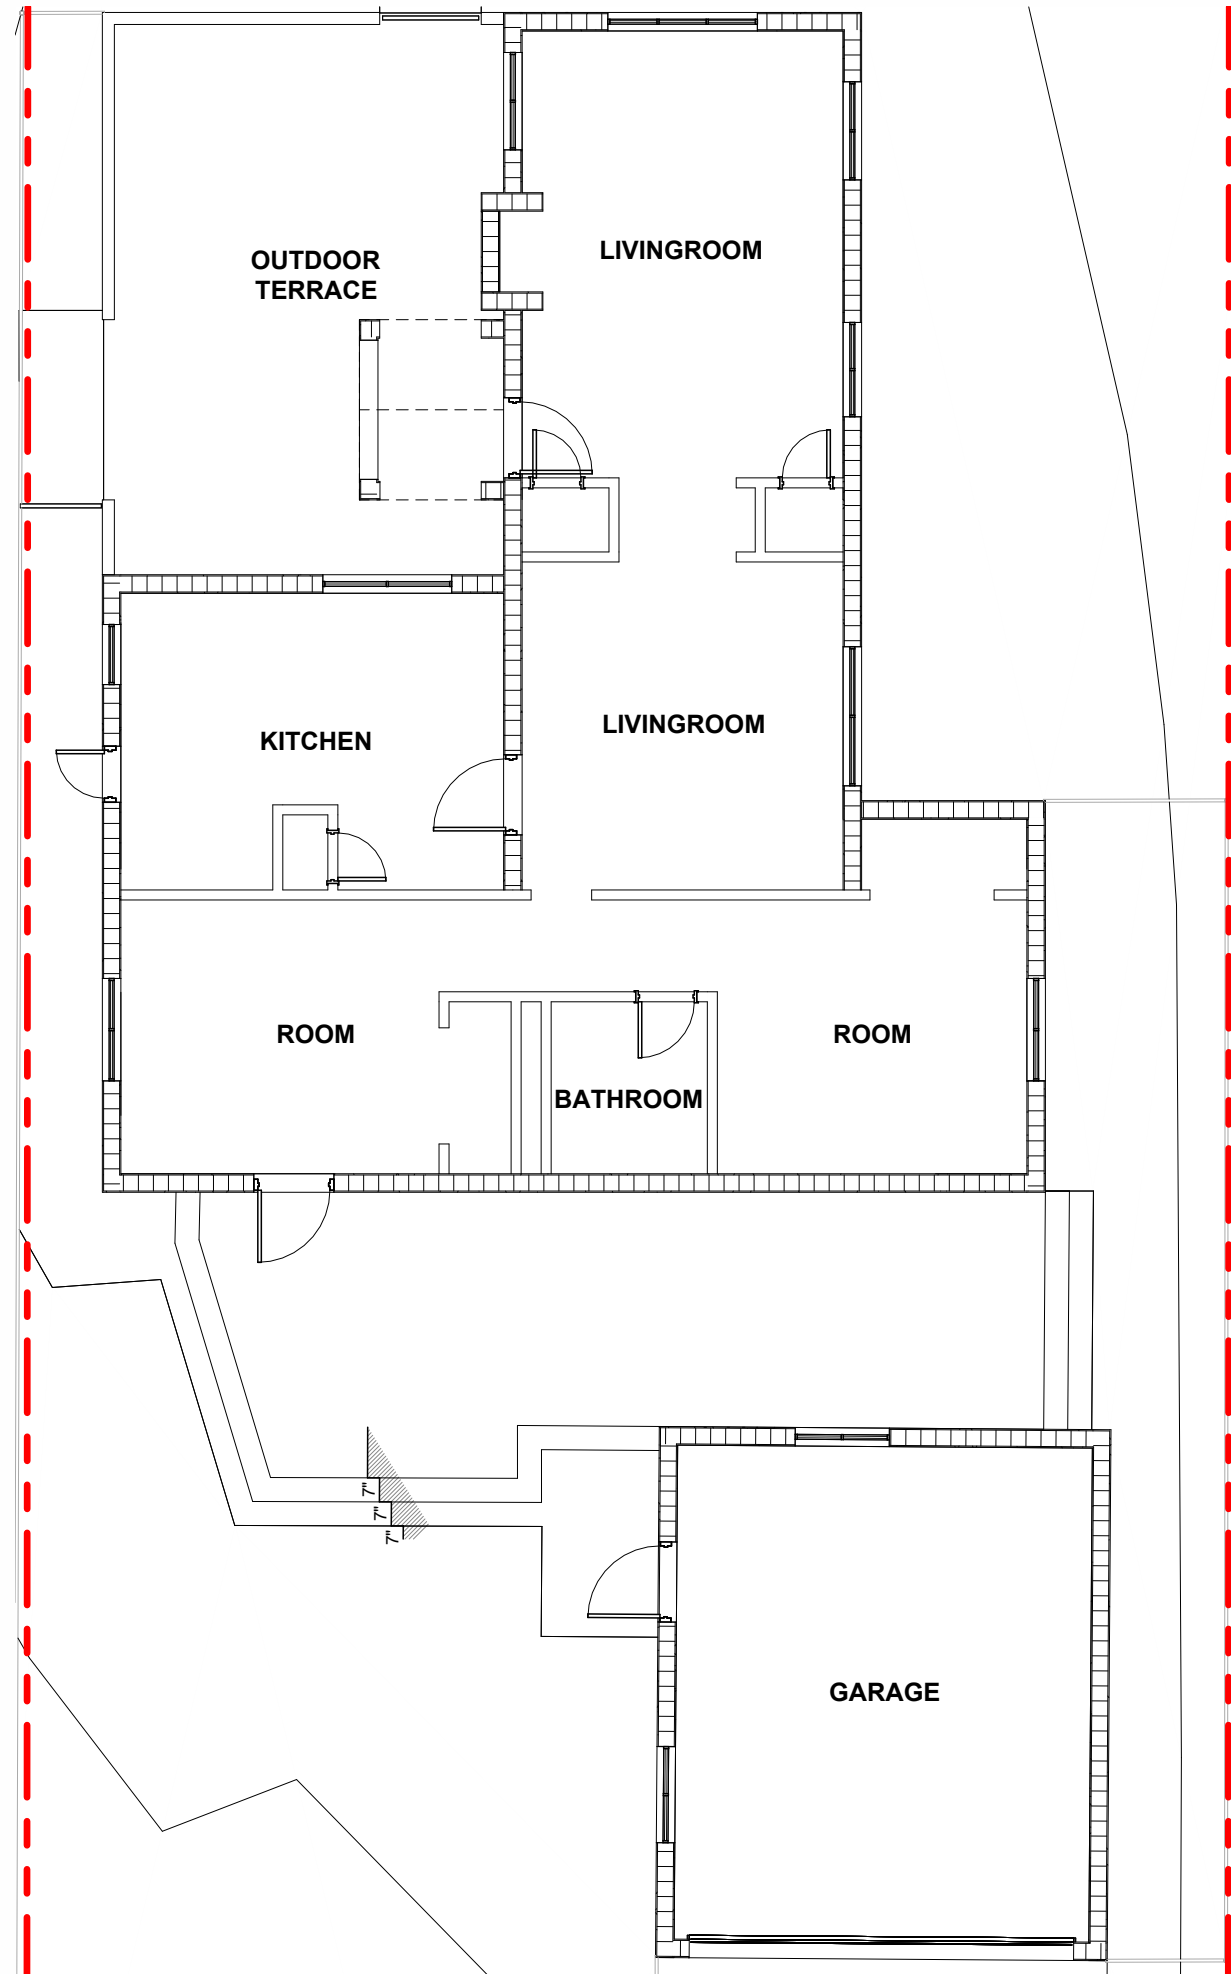 LIVINGROOM
OUTDOOR
TERRACE
LIVINGROOM
KITCHEN
ROOM
ROOM
BATHROOM
7"
7"
7"
GARAGE